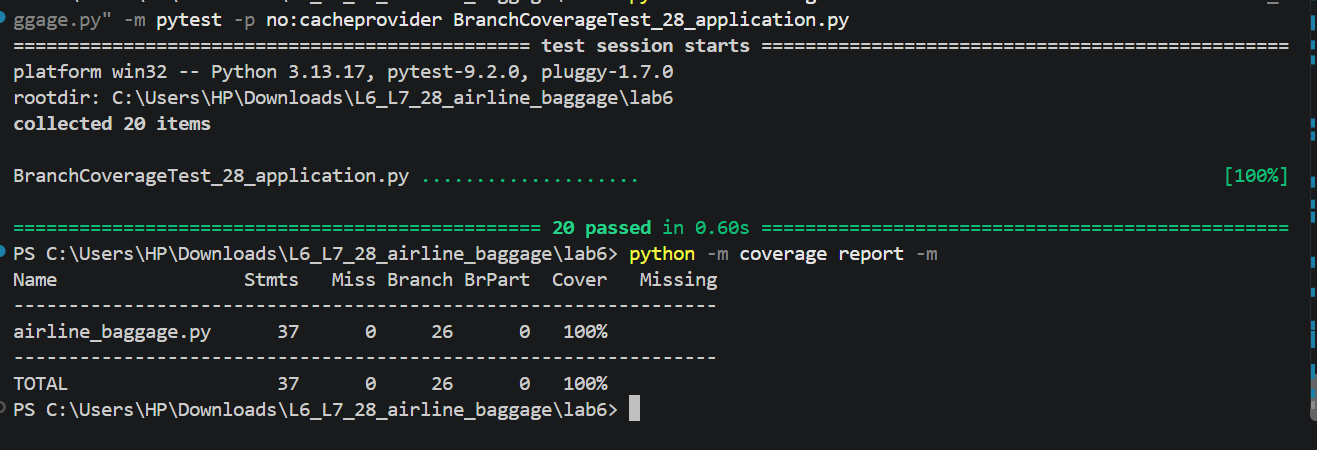 ggage.py" -m pytest -p no:cacheprovider BranchCoverageTest_28_application.py
=============================================== test session starts ================================================
platform win32 -- Python 3.13.17, pytest-9.2.0, pluggy-1.7.0
rootdir: C:\Users\HP\Downloads\L6_L7_28_airline_baggage\lab6
collected 20 items
BranchCoverageTest_28_application.py .................... [100%]
================================================ 20 passed in 0.60s ================================================
PS C:\Users\HP\Downloads\L6_L7_28_airline_baggage\lab6> python -m coverage report -m
Name                 Stmts   Miss Branch BrPart  Cover   Missing
----------------------------------------------------------------
airline_baggage.py      37      0     26      0   100%
----------------------------------------------------------------
TOTAL                   37      0     26      0   100%
PS C:\Users\HP\Downloads\L6_L7_28_airline_baggage\lab6>